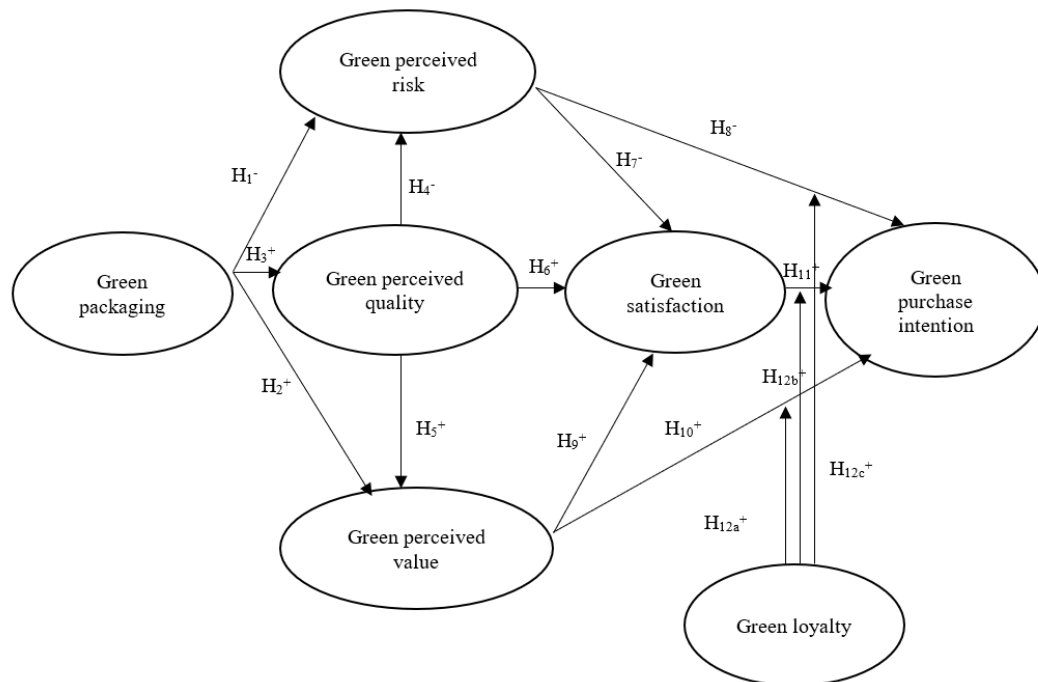 Green perceived
risk
H₈⁻
H₇⁻
H₁⁻
H₄⁻
H₃⁺
Green
packaging
Green perceived
quality
H₆⁺
Green
satisfaction
H₁₁⁺
Green
purchase
intention
H₂⁺
H₅⁺
H₉⁺
H₁₀⁺
H₁₂b⁺
H₁₂c⁺
H₁₂a⁺
Green perceived
value
Green loyalty